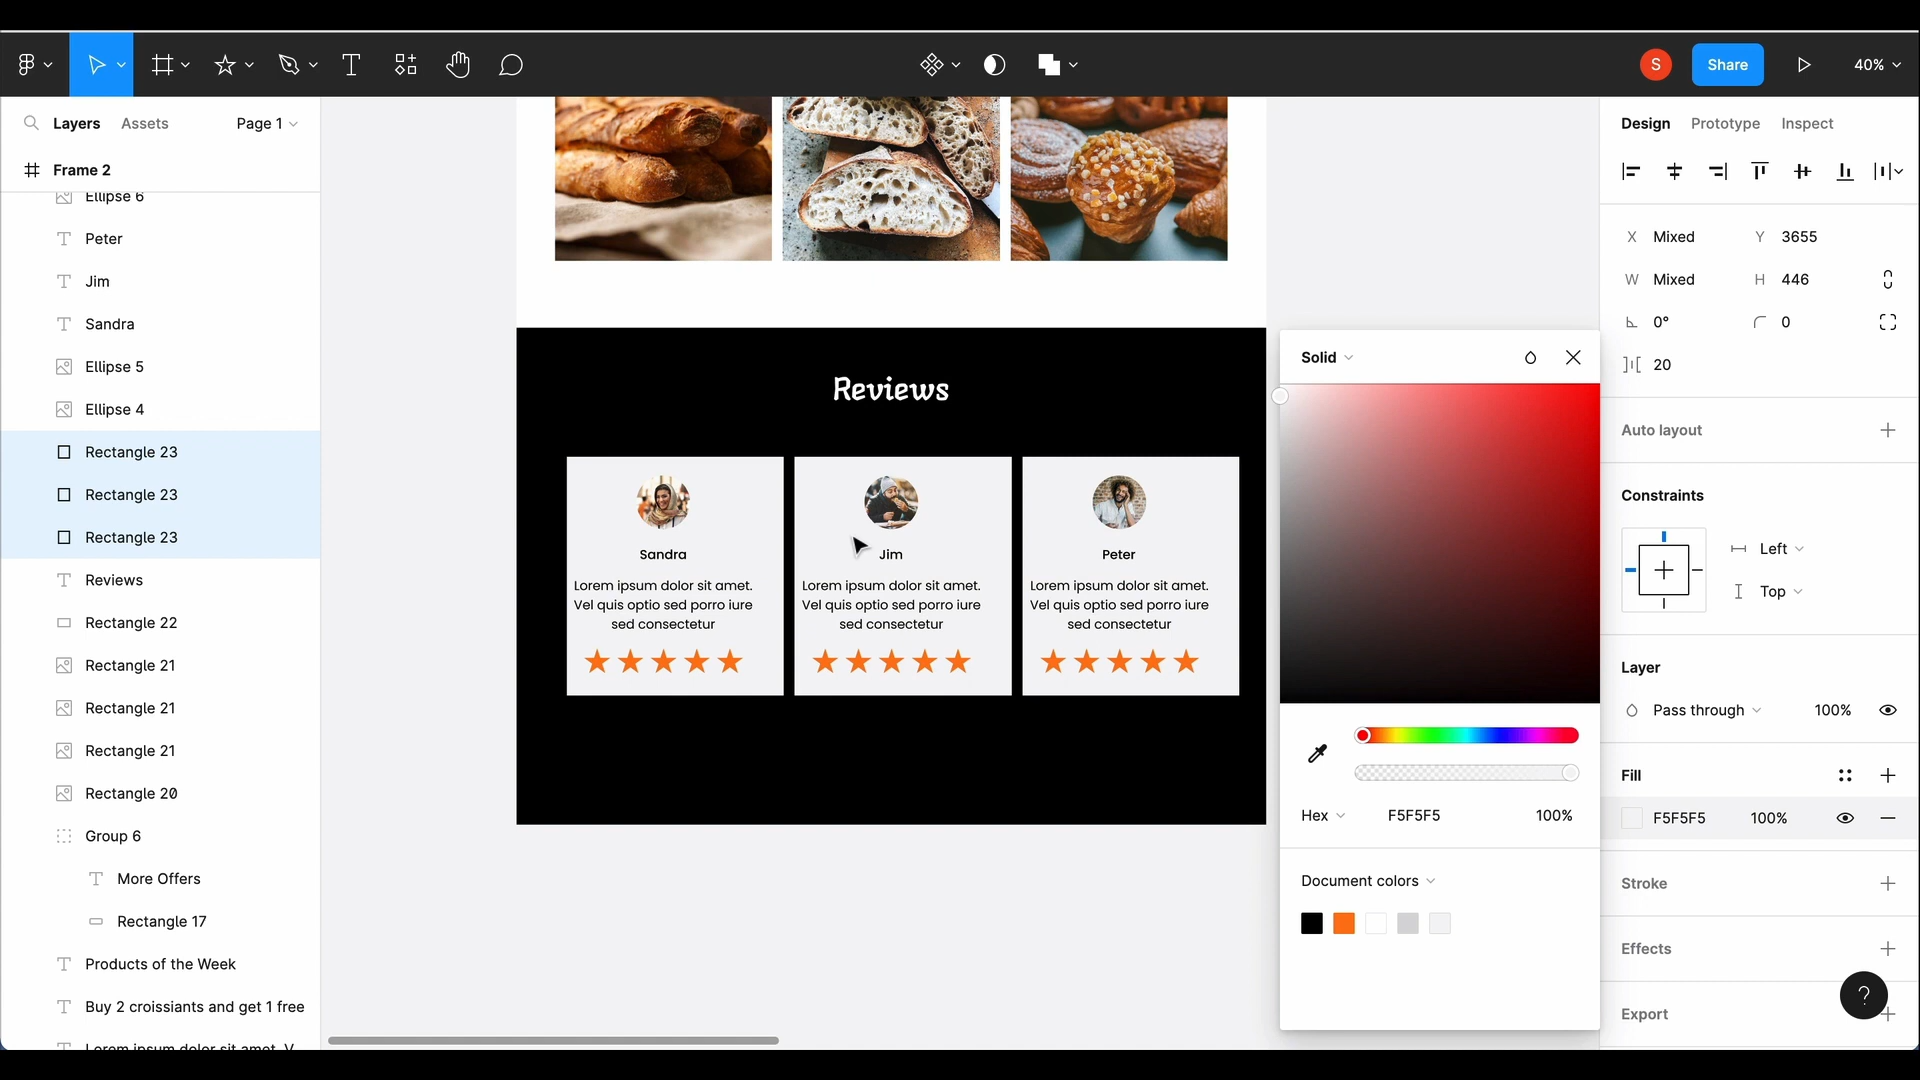 S
Share
40%
Layers
Assets
Page 1
Design
Prototype
Inspect
Frame 2
Ellipse 6
Peter
Jim
Sandra
Ellipse 5
Ellipse 4
Rectangle 23
Rectangle 23
Rectangle 23
Reviews
Rectangle 22
Rectangle 21
Rectangle 21
Rectangle 21
Rectangle 20
Group 6
More Offers
Rectangle 17
Products of the Week
Buy 2 croissiants and get 1 free
Lorem ipsum dolor sit amet. V
Reviews
Sandra
Lorem ipsum dolor sit amet.
Vel quis optio sed porro iure
sed consectetur
Jim
Lorem ipsum dolor sit amet.
Vel quis optio sed porro iure
sed consectetur
Peter
Lorem ipsum dolor sit amet.
Vel quis optio sed porro iure
sed consectetur
Solid
Hex F5F5F5 100%
Document colors
X Mixed Y 3655
W Mixed H 446
0° 0
20
Auto layout
Constraints
Left
Top
Layer
Pass through 100%
Fill
F5F5F5 100%
Stroke
Effects
Export
?